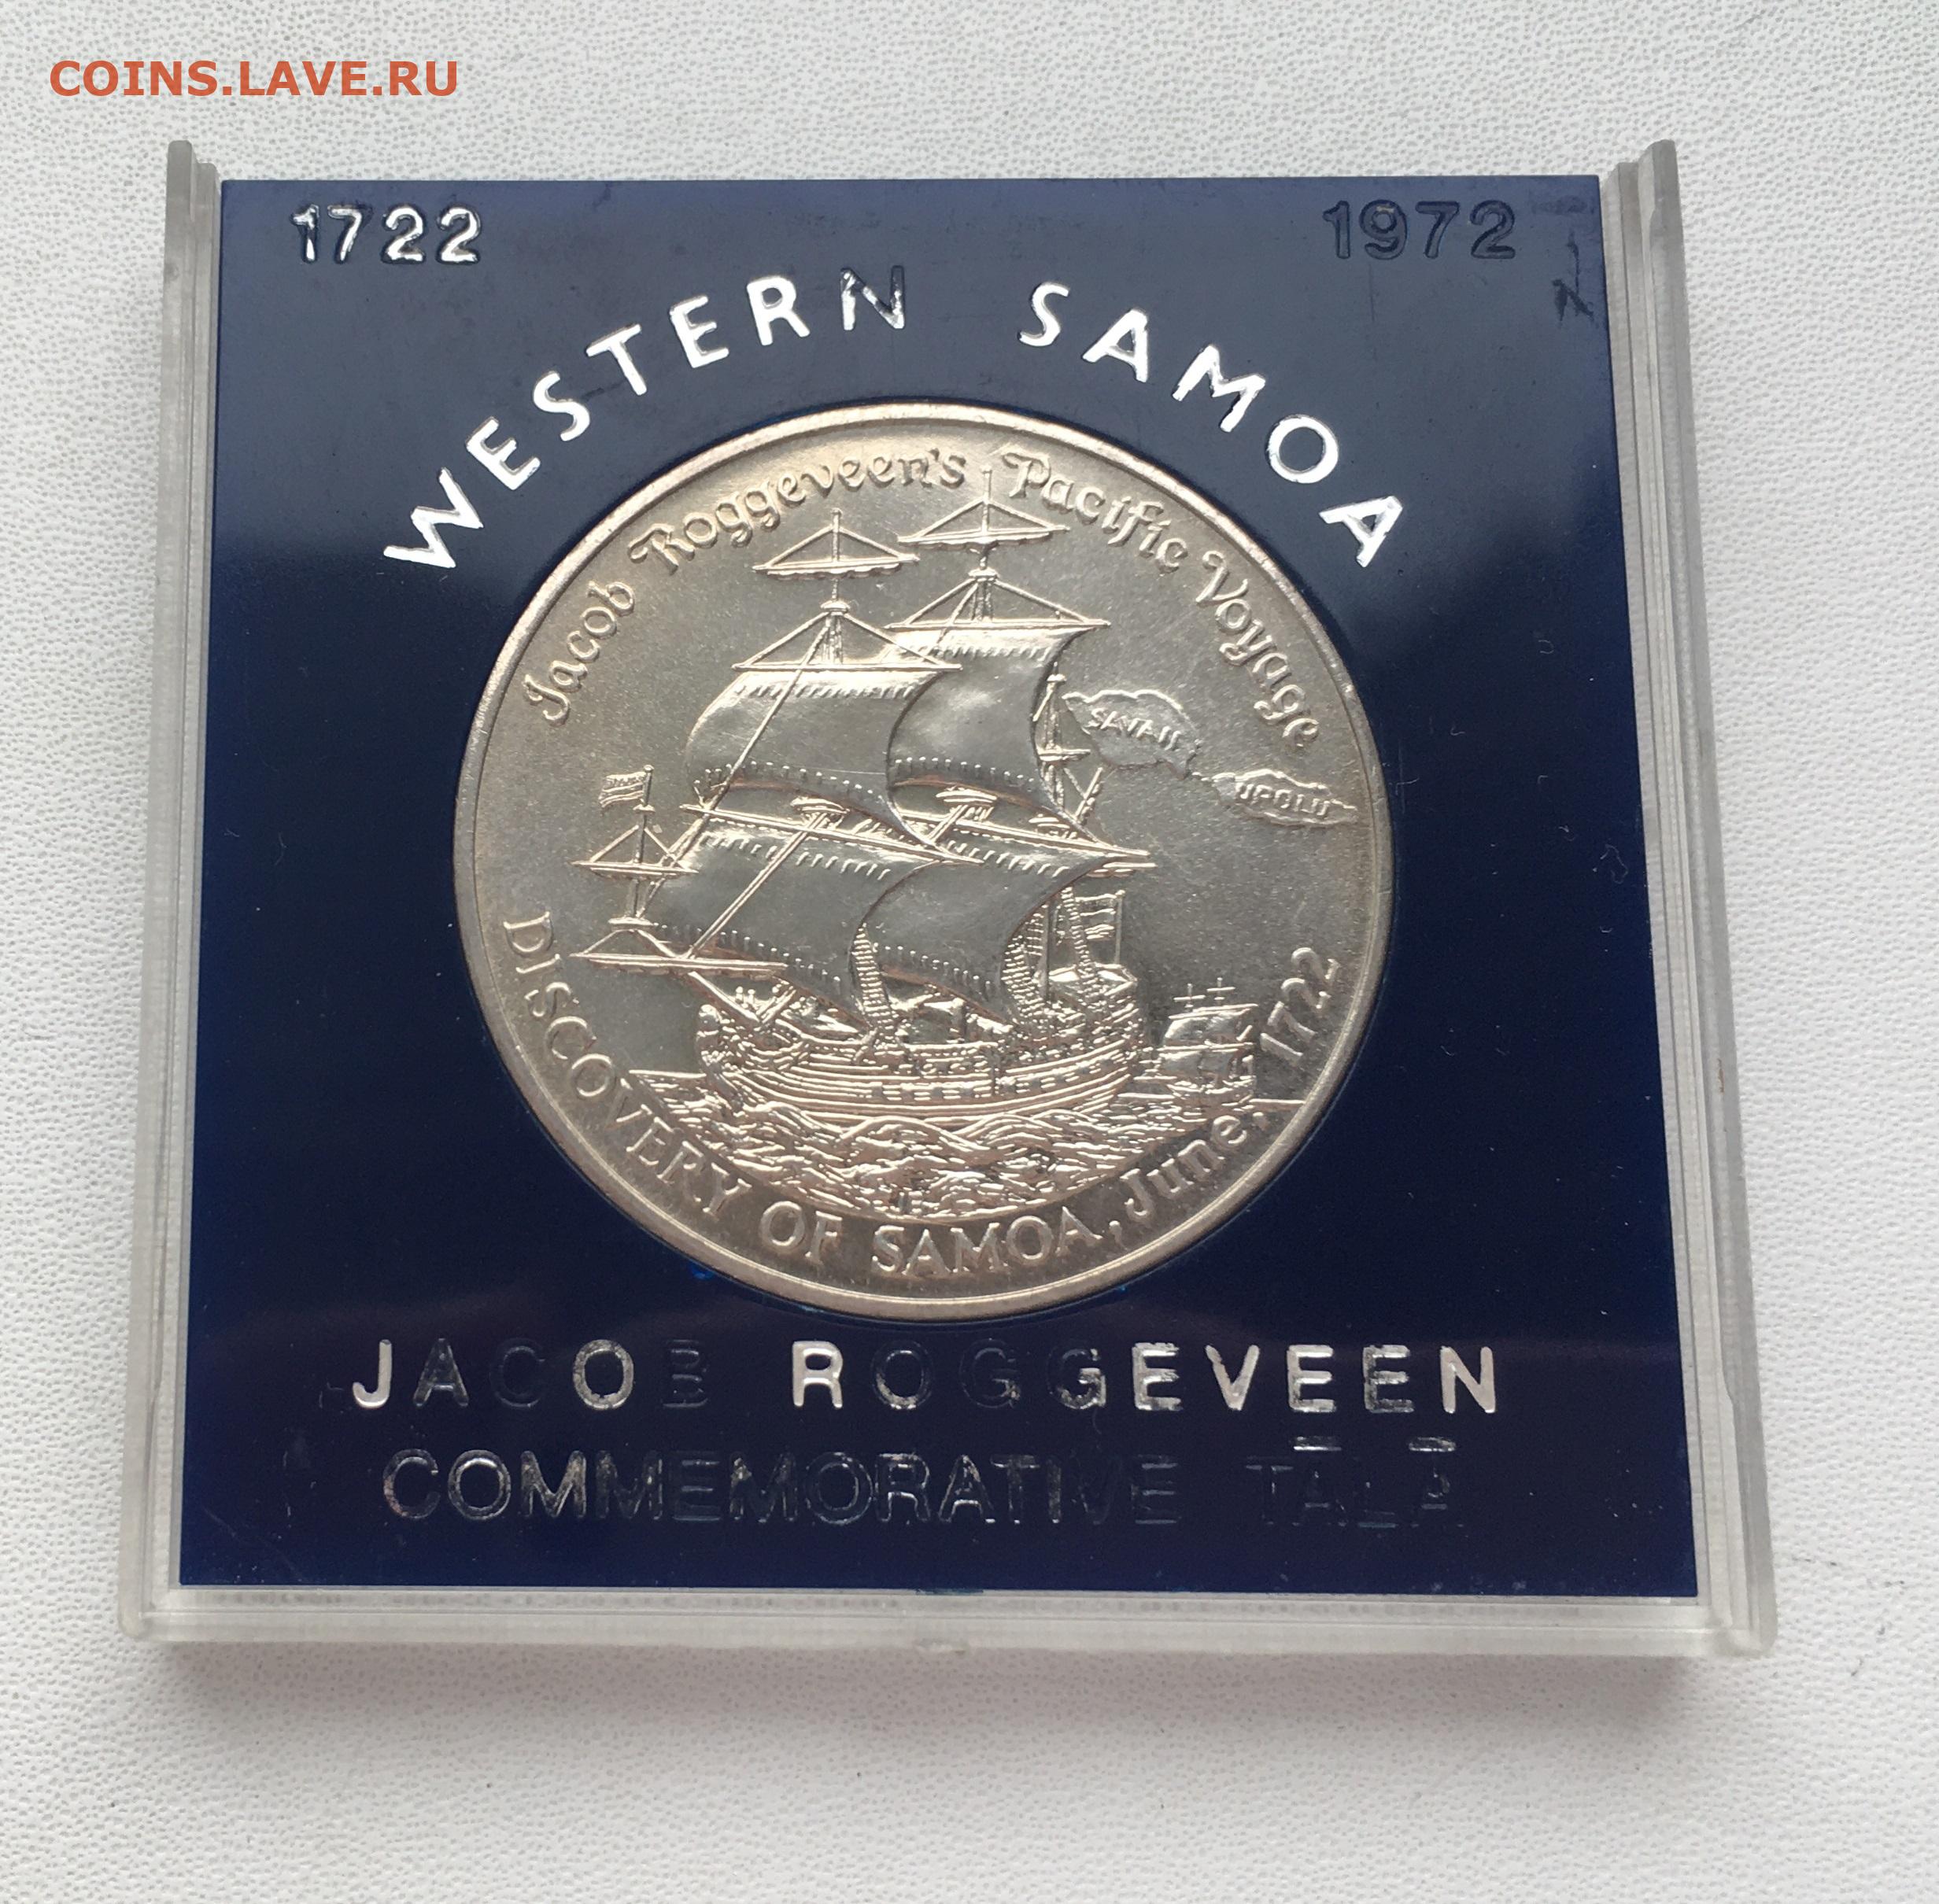 COINS.LAVE.RU
1722 1972
WESTERN SAMOA
Jacob Roggeveen's Pacific Voyage
SAVAII
UPOLU
DISCOVERY OF SAMOA, June, 1722
JACOB ROGGEVEEN
COMMEMORATIVE TĀLĀ